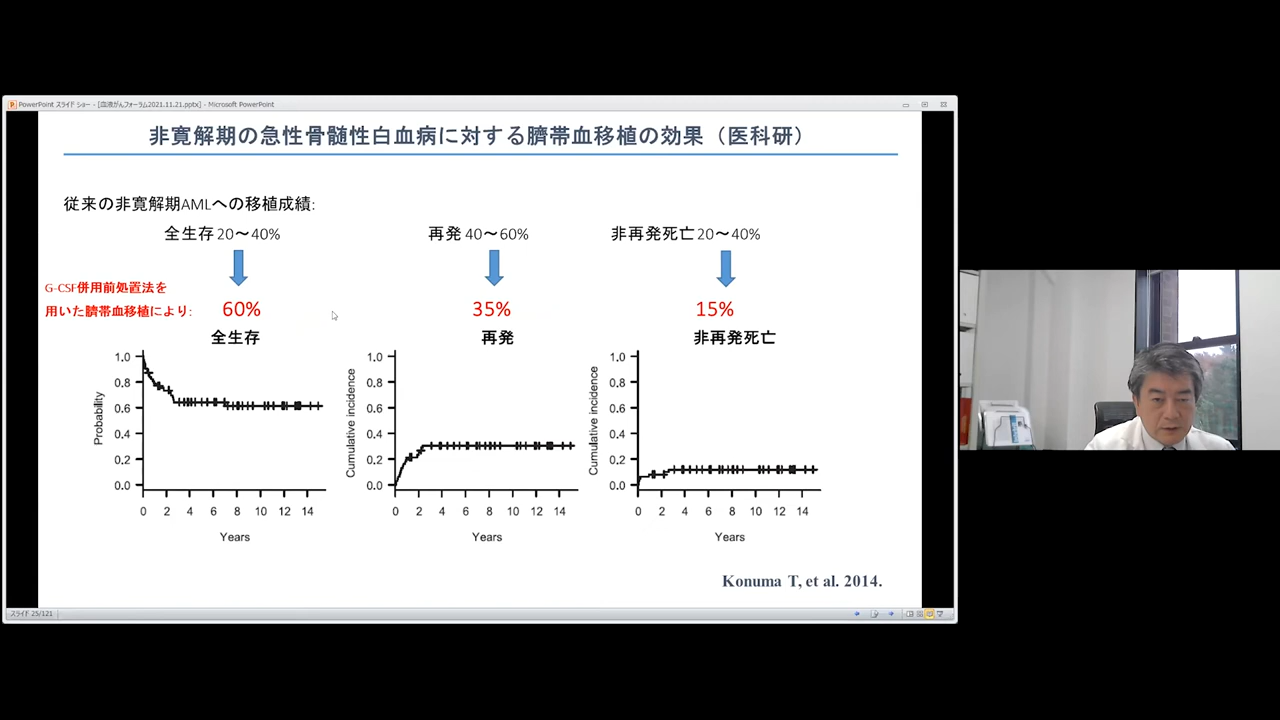 PowerPoint スライド ショー - [血液がんフォーラム2021.11.21.pptx] - Microsoft PowerPoint
非寛解期の急性骨髄性白血病に対する臍帯血移植の効果（医科研）
従来の非寛解期AMLへの移植成績:
全生存 20～40%
再発 40～60%
非再発死亡 20～40%
G-CSF併用前処置法を
用いた臍帯血移植により:
60%
35%
15%
全生存
再発
非再発死亡
Probability
1.0
0.8
0.6
0.4
0.2
0.0
0 2 4 6 8 10 12 14
Years
Cumulative incidence
1.0
0.8
0.6
0.4
0.2
0.0
0 2 4 6 8 10 12 14
Years
Cumulative incidence
1.0
0.8
0.6
0.4
0.2
0.0
0 2 4 6 8 10 12 14
Years
Konuma T, et al. 2014.
スライド 25/121